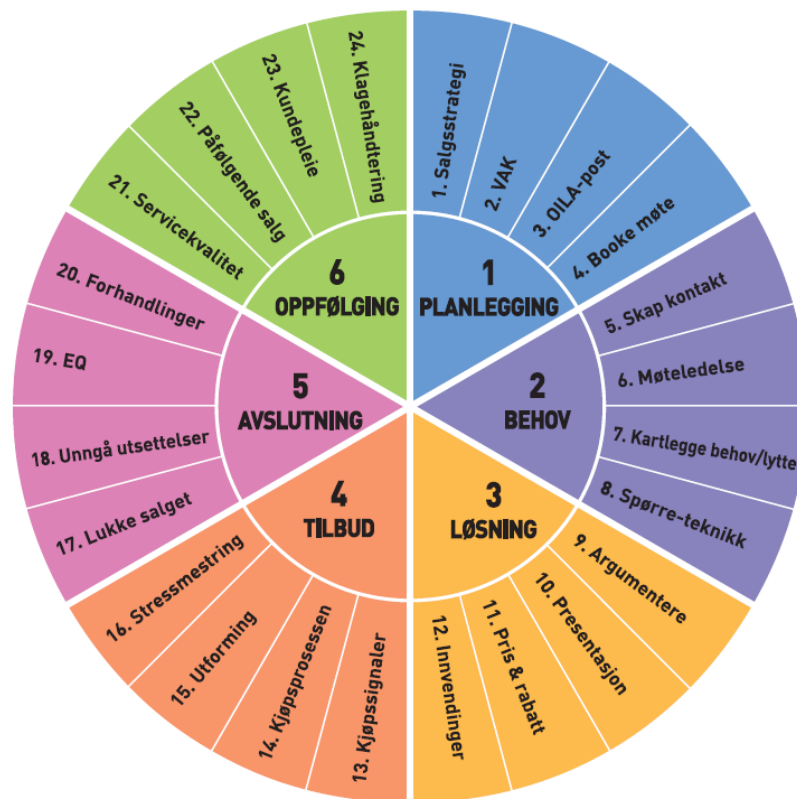 1
PLANLEGGING
1. Salgsstrategi
2. VAK
3. OILA-post
4. Booke møte
2
BEHOV
5. Skap kontakt
6. Møteledelse
7. Kartlegge behov/lytte
8. Spørre-teknikk
3
LØSNING
9. Argumentere
10. Presentasjon
11. Pris & rabatt
12. Innvendinger
4
TILBUD
13. Kjøpssignaler
14. Kjøpsprosessen
15. Utforming
16. Stressmestring
5
AVSLUTNING
17. Lukke salget
18. Unngå utsettelser
19. EQ
20. Forhandlinger
6
OPPFØLGING
21. Servicekvalitet
22. Påfølgende salg
23. Kundepleie
24. Klagehåndtering